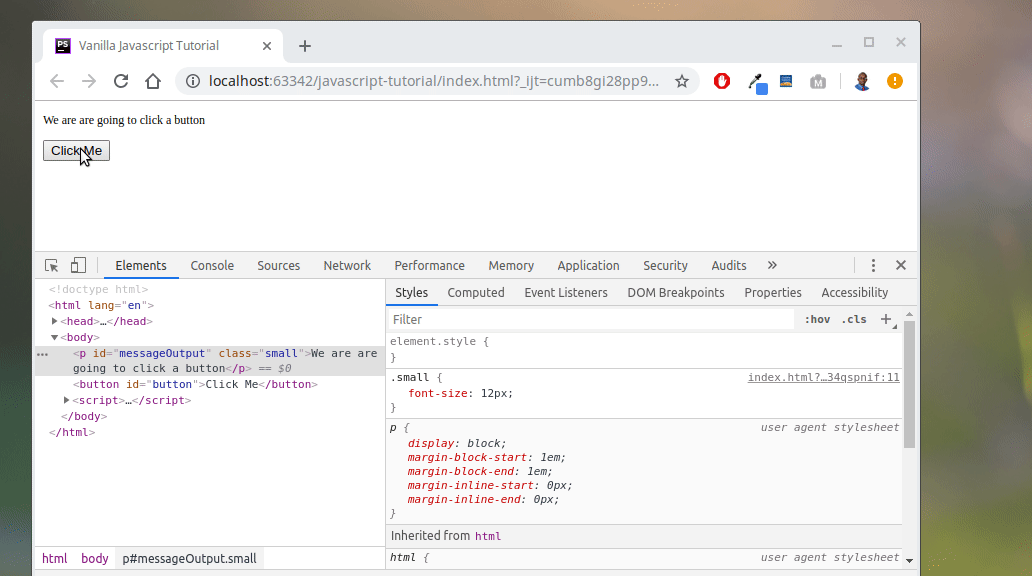 PS Vanilla Javascript Tutorial
localhost:63342/javascript-tutorial/index.html?_ijt=cumb8gi28pp9...
M
We are are going to click a button
Click Me
Elements Console Sources Network Performance Memory Application Security Audits »
<!doctype html>
<html lang="en">
<head>…</head>
<body>
<p id="messageOutput" class="small">We are are
going to click a button</p> == $0
<button id="button">Click Me</button>
<script>…</script>
</body>
</html>
html body p#messageOutput.small
Styles Computed Event Listeners DOM Breakpoints Properties Accessibility
Filter :hov .cls +
element.style {
}
.small { index.html?…34qspnif:11
font-size: 12px;
}
p { user agent stylesheet
display: block;
margin-block-start: 1em;
margin-block-end: 1em;
margin-inline-start: 0px;
margin-inline-end: 0px;
}
Inherited from html
html { user agent stylesheet